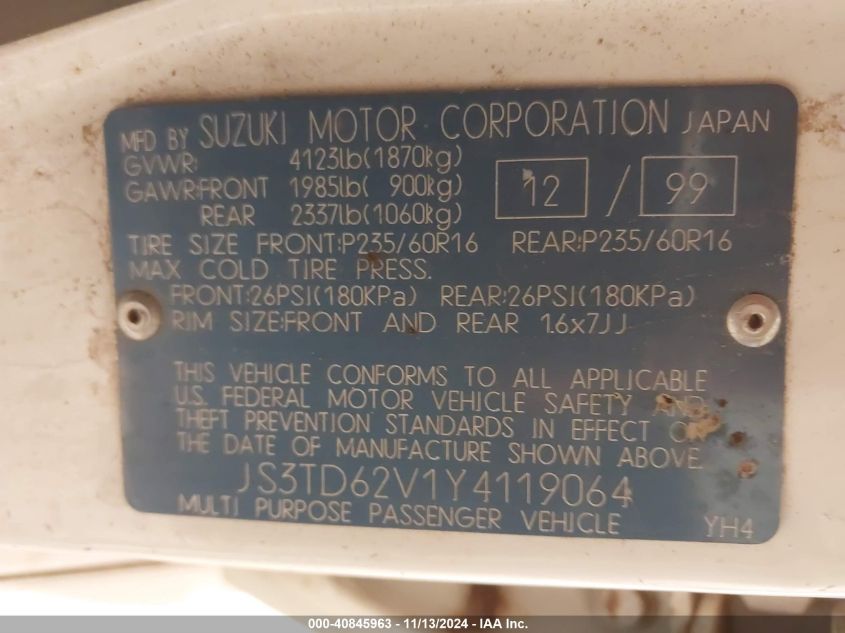 MFD BY SUZUKI MOTOR CORPORATION JAPAN
GVWR: 4123lb(1870kg)
GAWR:FRONT 1985lb( 900kg) 12 / 99
REAR 2337lb(1060kg)
TIRE SIZE FRONT:P235/60R16 REAR:P235/60R16
MAX COLD TIRE PRESS.
FRONT:26PSI(180KPa) REAR:26PSI(180KPa)
RIM SIZE:FRONT AND REAR 1.6x7JJ
THIS VEHICLE CONFORMS TO ALL APPLICABLE
U.S. FEDERAL MOTOR VEHICLE SAFETY AND
THEFT PREVENTION STANDARDS IN EFFECT ON
THE DATE OF MANUFACTURE SHOWN ABOVE.
JS3TD62V1Y4119064
MULTI PURPOSE PASSENGER VEHICLE YH4
000-40845963 - 11/13/2024 - IAA Inc.